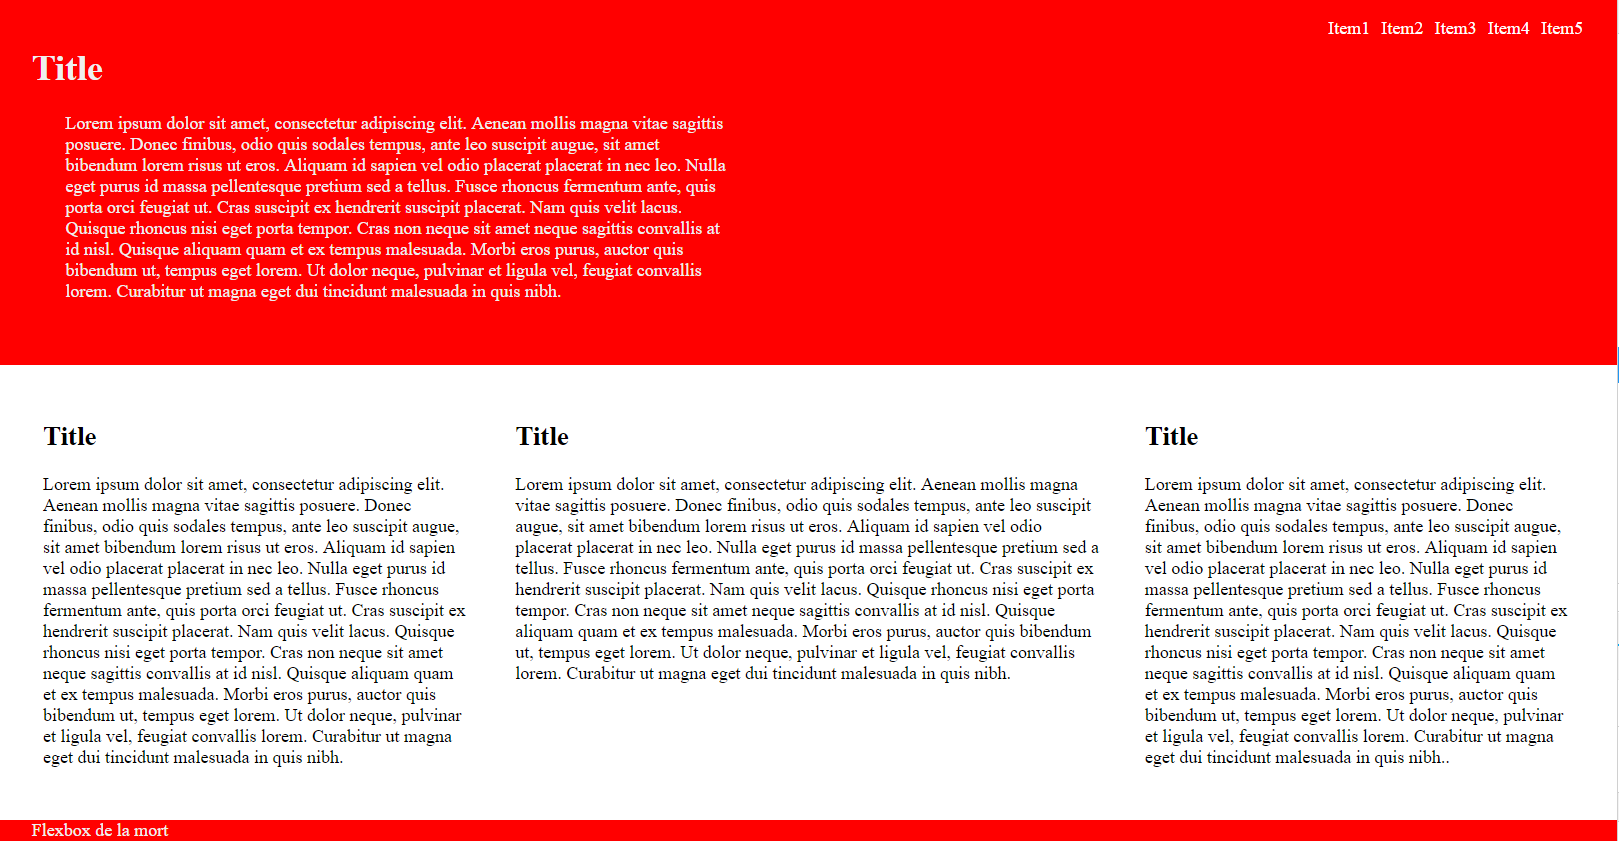 Item1 Item2 Item3 Item4 Item5
Title
Lorem ipsum dolor sit amet, consectetur adipiscing elit. Aenean mollis magna vitae sagittis
posuere. Donec finibus, odio quis sodales tempus, ante leo suscipit augue, sit amet
bibendum lorem risus ut eros. Aliquam id sapien vel odio placerat placerat in nec leo. Nulla
eget purus id massa pellentesque pretium sed a tellus. Fusce rhoncus fermentum ante, quis
porta orci feugiat ut. Cras suscipit ex hendrerit suscipit placerat. Nam quis velit lacus.
Quisque rhoncus nisi eget porta tempor. Cras non neque sit amet neque sagittis convallis at
id nisl. Quisque aliquam quam et ex tempus malesuada. Morbi eros purus, auctor quis
bibendum ut, tempus eget lorem. Ut dolor neque, pulvinar et ligula vel, feugiat convallis
lorem. Curabitur ut magna eget dui tincidunt malesuada in quis nibh.
Title
Lorem ipsum dolor sit amet, consectetur adipiscing elit.
Aenean mollis magna vitae sagittis posuere. Donec
finibus, odio quis sodales tempus, ante leo suscipit augue,
sit amet bibendum lorem risus ut eros. Aliquam id sapien
vel odio placerat placerat in nec leo. Nulla eget purus id
massa pellentesque pretium sed a tellus. Fusce rhoncus
fermentum ante, quis porta orci feugiat ut. Cras suscipit ex
hendrerit suscipit placerat. Nam quis velit lacus. Quisque
rhoncus nisi eget porta tempor. Cras non neque sit amet
neque sagittis convallis at id nisl. Quisque aliquam quam
et ex tempus malesuada. Morbi eros purus, auctor quis
bibendum ut, tempus eget lorem. Ut dolor neque, pulvinar
et ligula vel, feugiat convallis lorem. Curabitur ut magna
eget dui tincidunt malesuada in quis nibh.
Title
Lorem ipsum dolor sit amet, consectetur adipiscing elit. Aenean mollis magna
vitae sagittis posuere. Donec finibus, odio quis sodales tempus, ante leo suscipit
augue, sit amet bibendum lorem risus ut eros. Aliquam id sapien vel odio
placerat placerat in nec leo. Nulla eget purus id massa pellentesque pretium sed a
tellus. Fusce rhoncus fermentum ante, quis porta orci feugiat ut. Cras suscipit ex
hendrerit suscipit placerat. Nam quis velit lacus. Quisque rhoncus nisi eget porta
tempor. Cras non neque sit amet neque sagittis convallis at id nisl. Quisque
aliquam quam et ex tempus malesuada. Morbi eros purus, auctor quis bibendum
ut, tempus eget lorem. Ut dolor neque, pulvinar et ligula vel, feugiat convallis
lorem. Curabitur ut magna eget dui tincidunt malesuada in quis nibh.
Title
Lorem ipsum dolor sit amet, consectetur adipiscing elit.
Aenean mollis magna vitae sagittis posuere. Donec
finibus, odio quis sodales tempus, ante leo suscipit augue,
sit amet bibendum lorem risus ut eros. Aliquam id sapien
vel odio placerat placerat in nec leo. Nulla eget purus id
massa pellentesque pretium sed a tellus. Fusce rhoncus
fermentum ante, quis porta orci feugiat ut. Cras suscipit ex
hendrerit suscipit placerat. Nam quis velit lacus. Quisque
rhoncus nisi eget porta tempor. Cras non neque sit amet
neque sagittis convallis at id nisl. Quisque aliquam quam
et ex tempus malesuada. Morbi eros purus, auctor quis
bibendum ut, tempus eget lorem. Ut dolor neque, pulvinar
et ligula vel, feugiat convallis lorem. Curabitur ut magna
eget dui tincidunt malesuada in quis nibh..
Flexbox de la mort